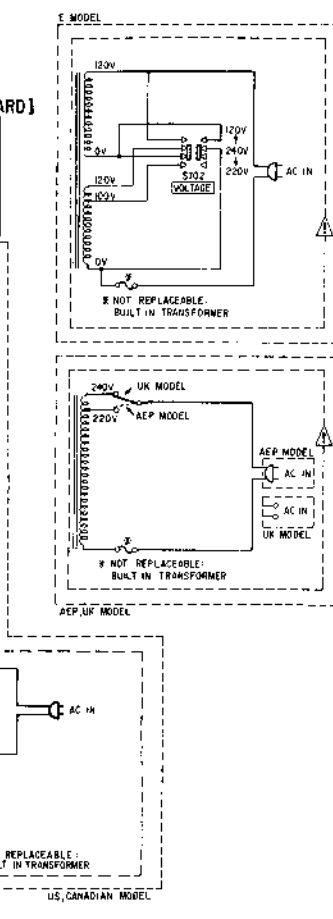 E MODEL
ARD]
120V
0V
120V
100V
0V
120V
240V
220V
S702
VOLTAGE
AC IN
※ NOT REPLACEABLE:
BUILT IN TRANSFORMER
240V
UK MODEL
220V
AEP MODEL
AEP MODEL
AC IN
AC IN
UK MODEL
※ NOT REPLACEABLE:
BUILT IN TRANSFORMER
AEP,UK MODEL
AC IN
REPLACEABLE:
LT IN TRANSFORMER
US,CANADIAN MODEL